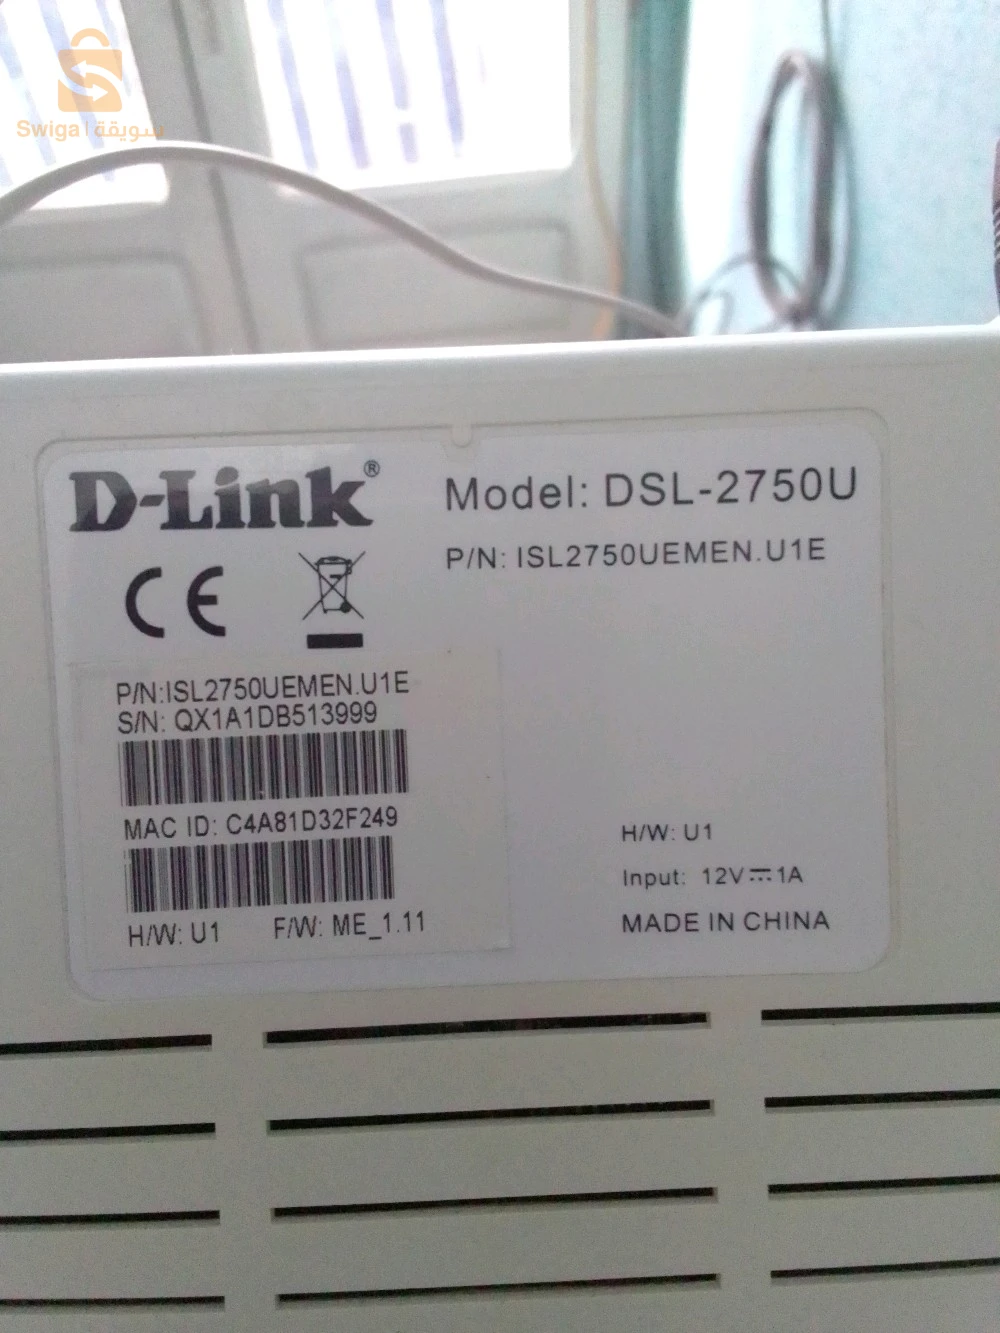 Swiga | سويقة
D-Link®
Model: DSL-2750U
P/N: ISL2750UEMEN.U1E
CE
P/N:ISL2750UEMEN.U1E
S/N: QX1A1DB513999
MAC ID: C4A81D32F249
H/W: U1 F/W: ME_1.11
H/W: U1
Input: 12V⎓1A
MADE IN CHINA